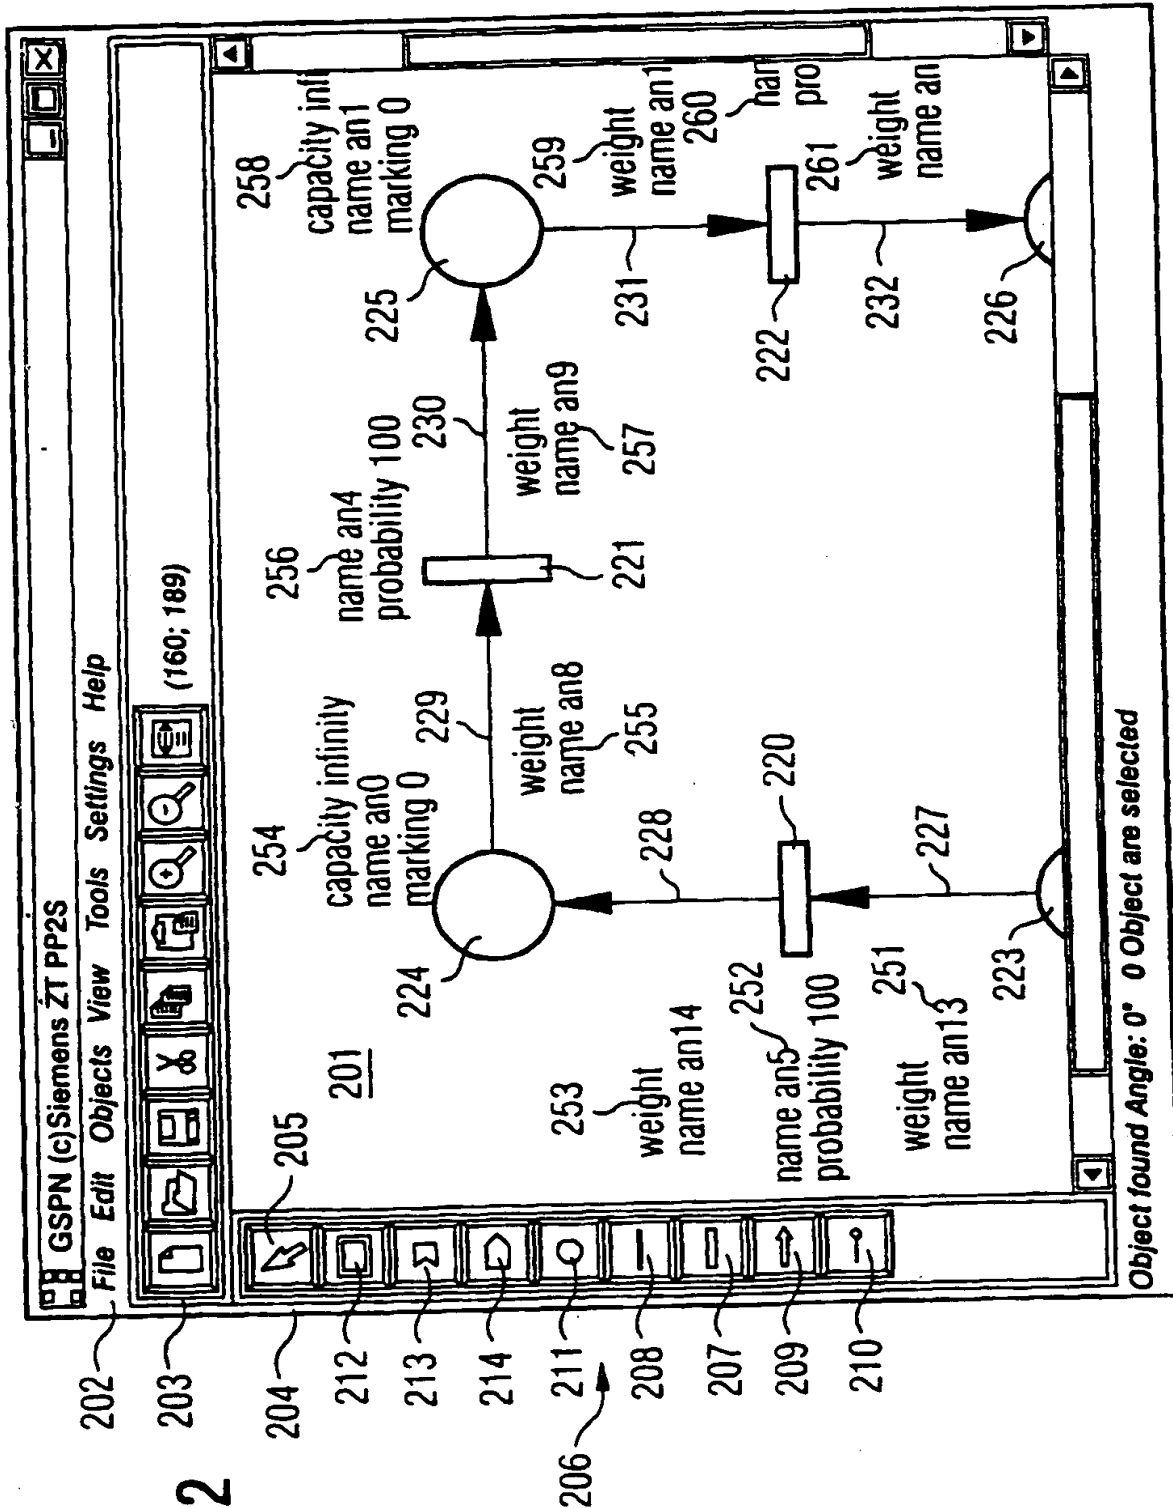 2
GSPN (c)Siemens ZT PP2S
202
File Edit Objects View Tools Settings Help
203
(160; 189)
204
205
212
213
214
211
206
208
207
209
210
201
254
capacity infinity
name an0
marking 0
224
229
weight
name an8
255
256
name an4
probability 100
221
230
weight
name an9
257
258
capacity infi
name an1
marking 0
225
259
weight
name an1
231
260
har
pro
222
261
weight
name an
232
226
253
weight
name an14
228
252
name an5
probability 100
220
251
weight
name an13
227
223
Object found Angle: 0° 0 Object are selected